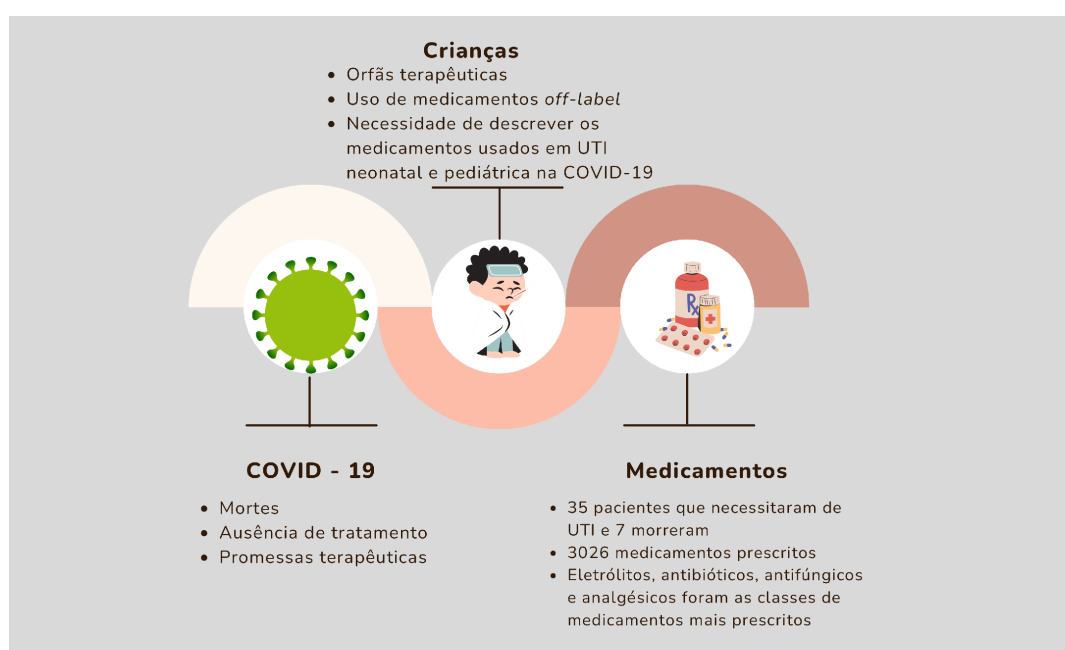 Crianças
• Orfãs terapêuticas
• Uso de medicamentos off-label
• Necessidade de descrever os
medicamentos usados em UTI
neonatal e pediátrica na COVID-19
Rx
COVID - 19
• Mortes
• Ausência de tratamento
• Promessas terapêuticas
Medicamentos
• 35 pacientes que necessitaram de
UTI e 7 morreram
• 3026 medicamentos prescritos
• Eletrólitos, antibióticos, antifúngicos
e analgésicos foram as classes de
medicamentos mais prescritos